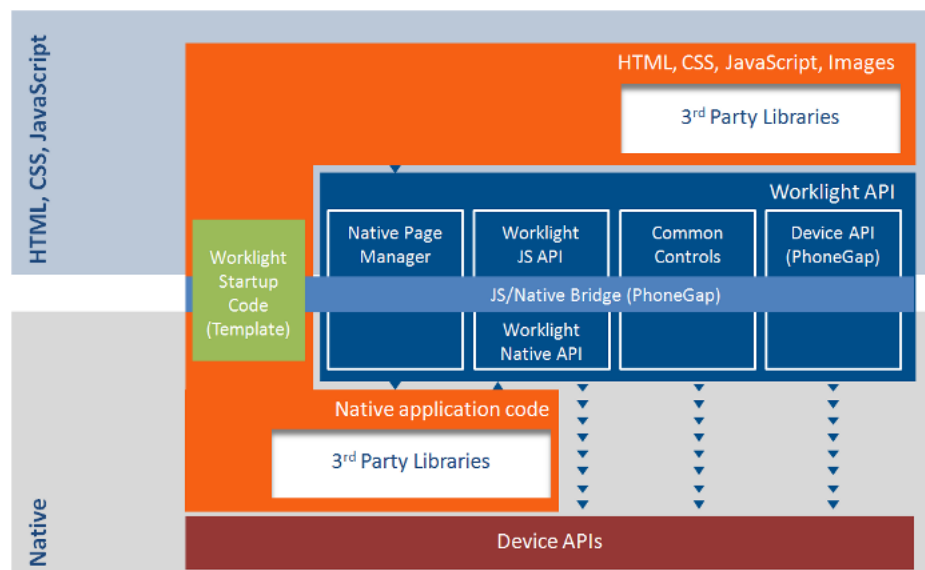 HTML, CSS, JavaScript
HTML, CSS, JavaScript, Images
3rd Party Libraries
Worklight API
Native Page
Manager
Worklight
JS API
Common
Controls
Device API
(PhoneGap)
Worklight
Startup
Code
(Template)
JS/Native Bridge (PhoneGap)
Worklight
Native API
Native application code
3rd Party Libraries
Native
Device APIs